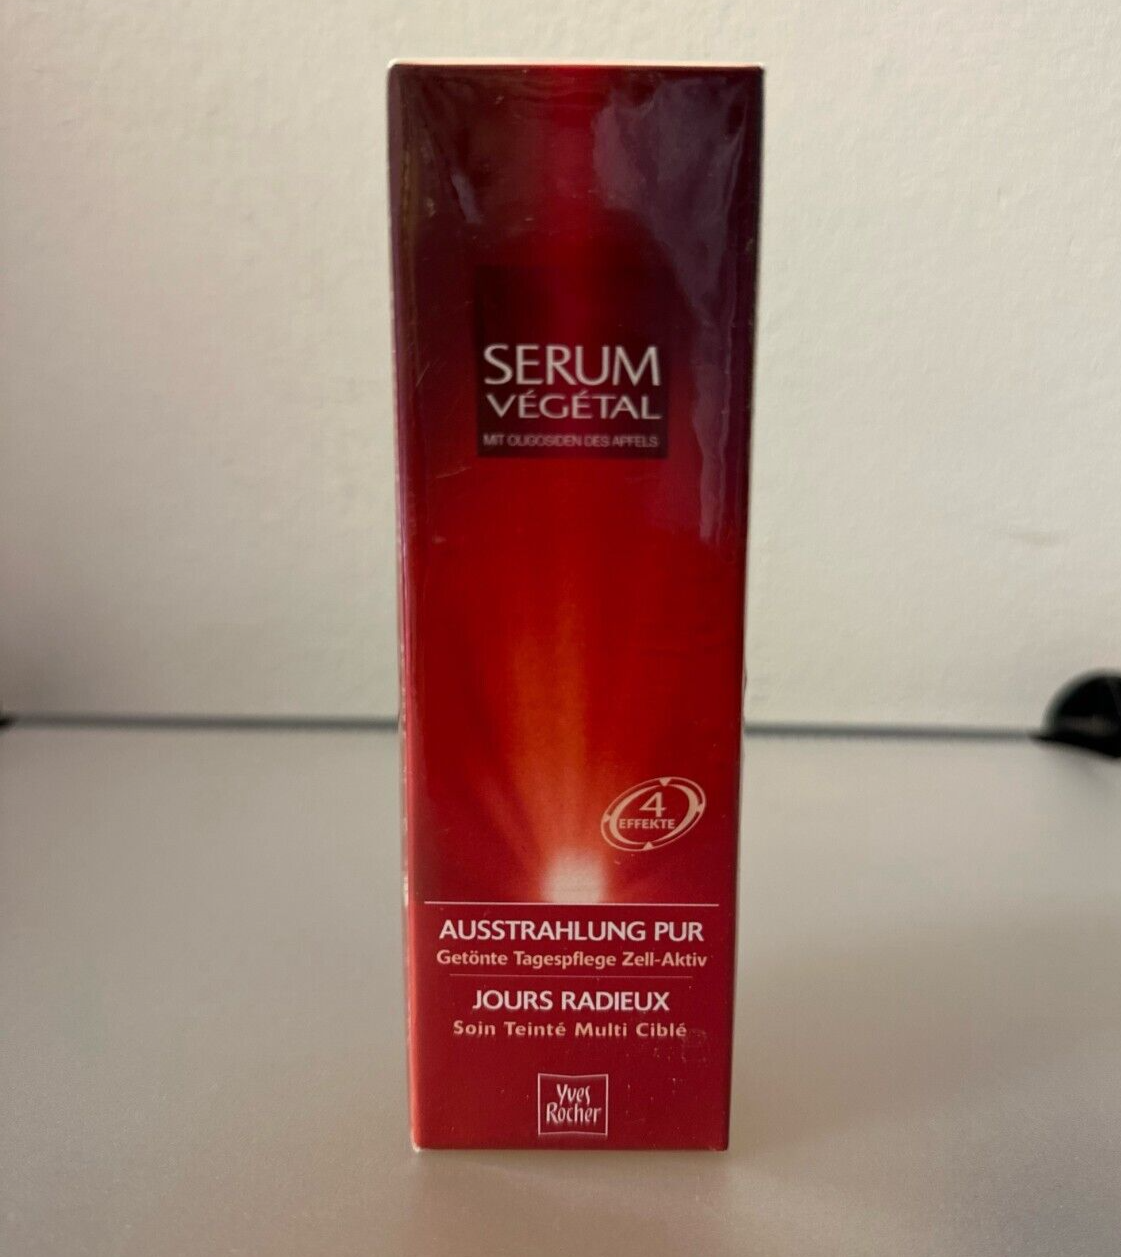 SERUM
VÉGÉTAL
MIT OLIGOSIDEN DES APFELS
4
EFFEKTE
AUSSTRAHLUNG PUR
Getönte Tagespflege Zell-Aktiv
JOURS RADIEUX
Soin Teinté Multi Ciblé
Yves
Rocher